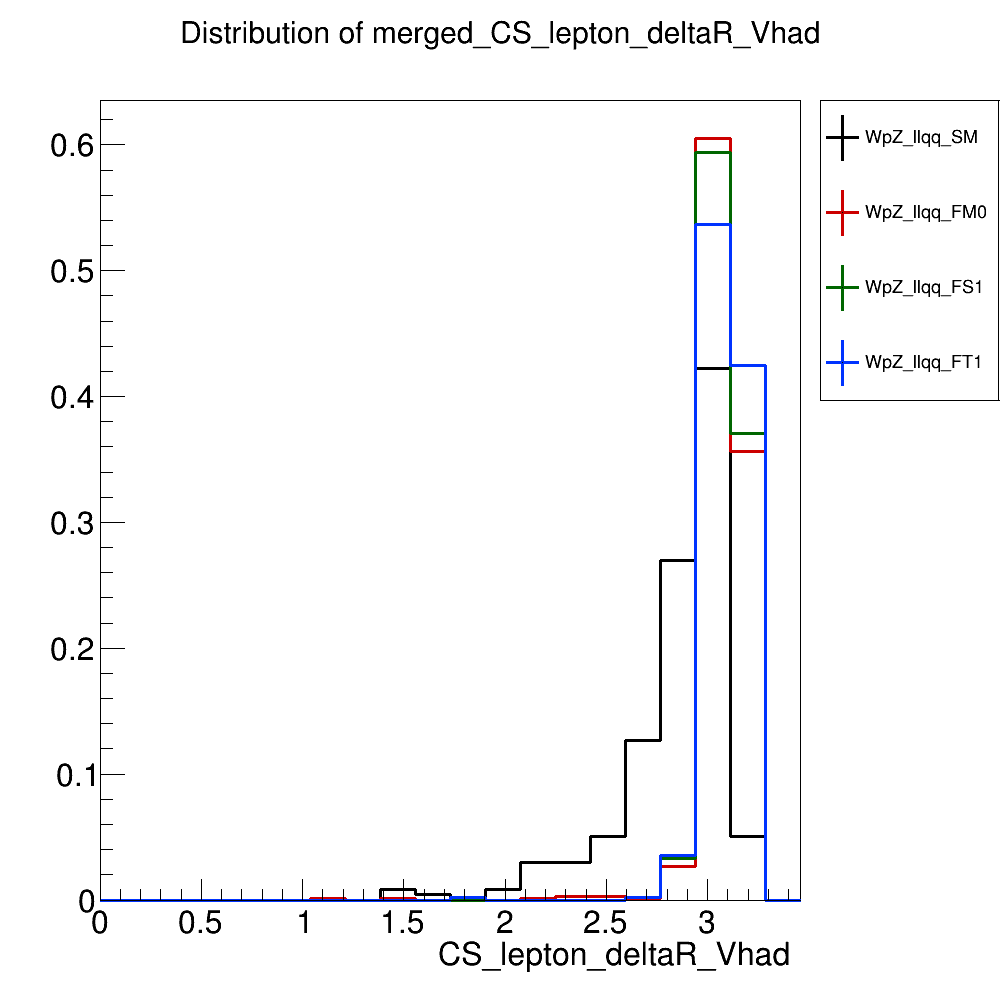 Distribution of merged_CS_lepton_deltaR_Vhad
WpZ_llqq_SM
WpZ_llqq_FM0
WpZ_llqq_FS1
WpZ_llqq_FT1
0.6
0.5
0.4
0.3
0.2
0.1
0
0 0.5 1 1.5 2 2.5 3
CS_lepton_deltaR_Vhad